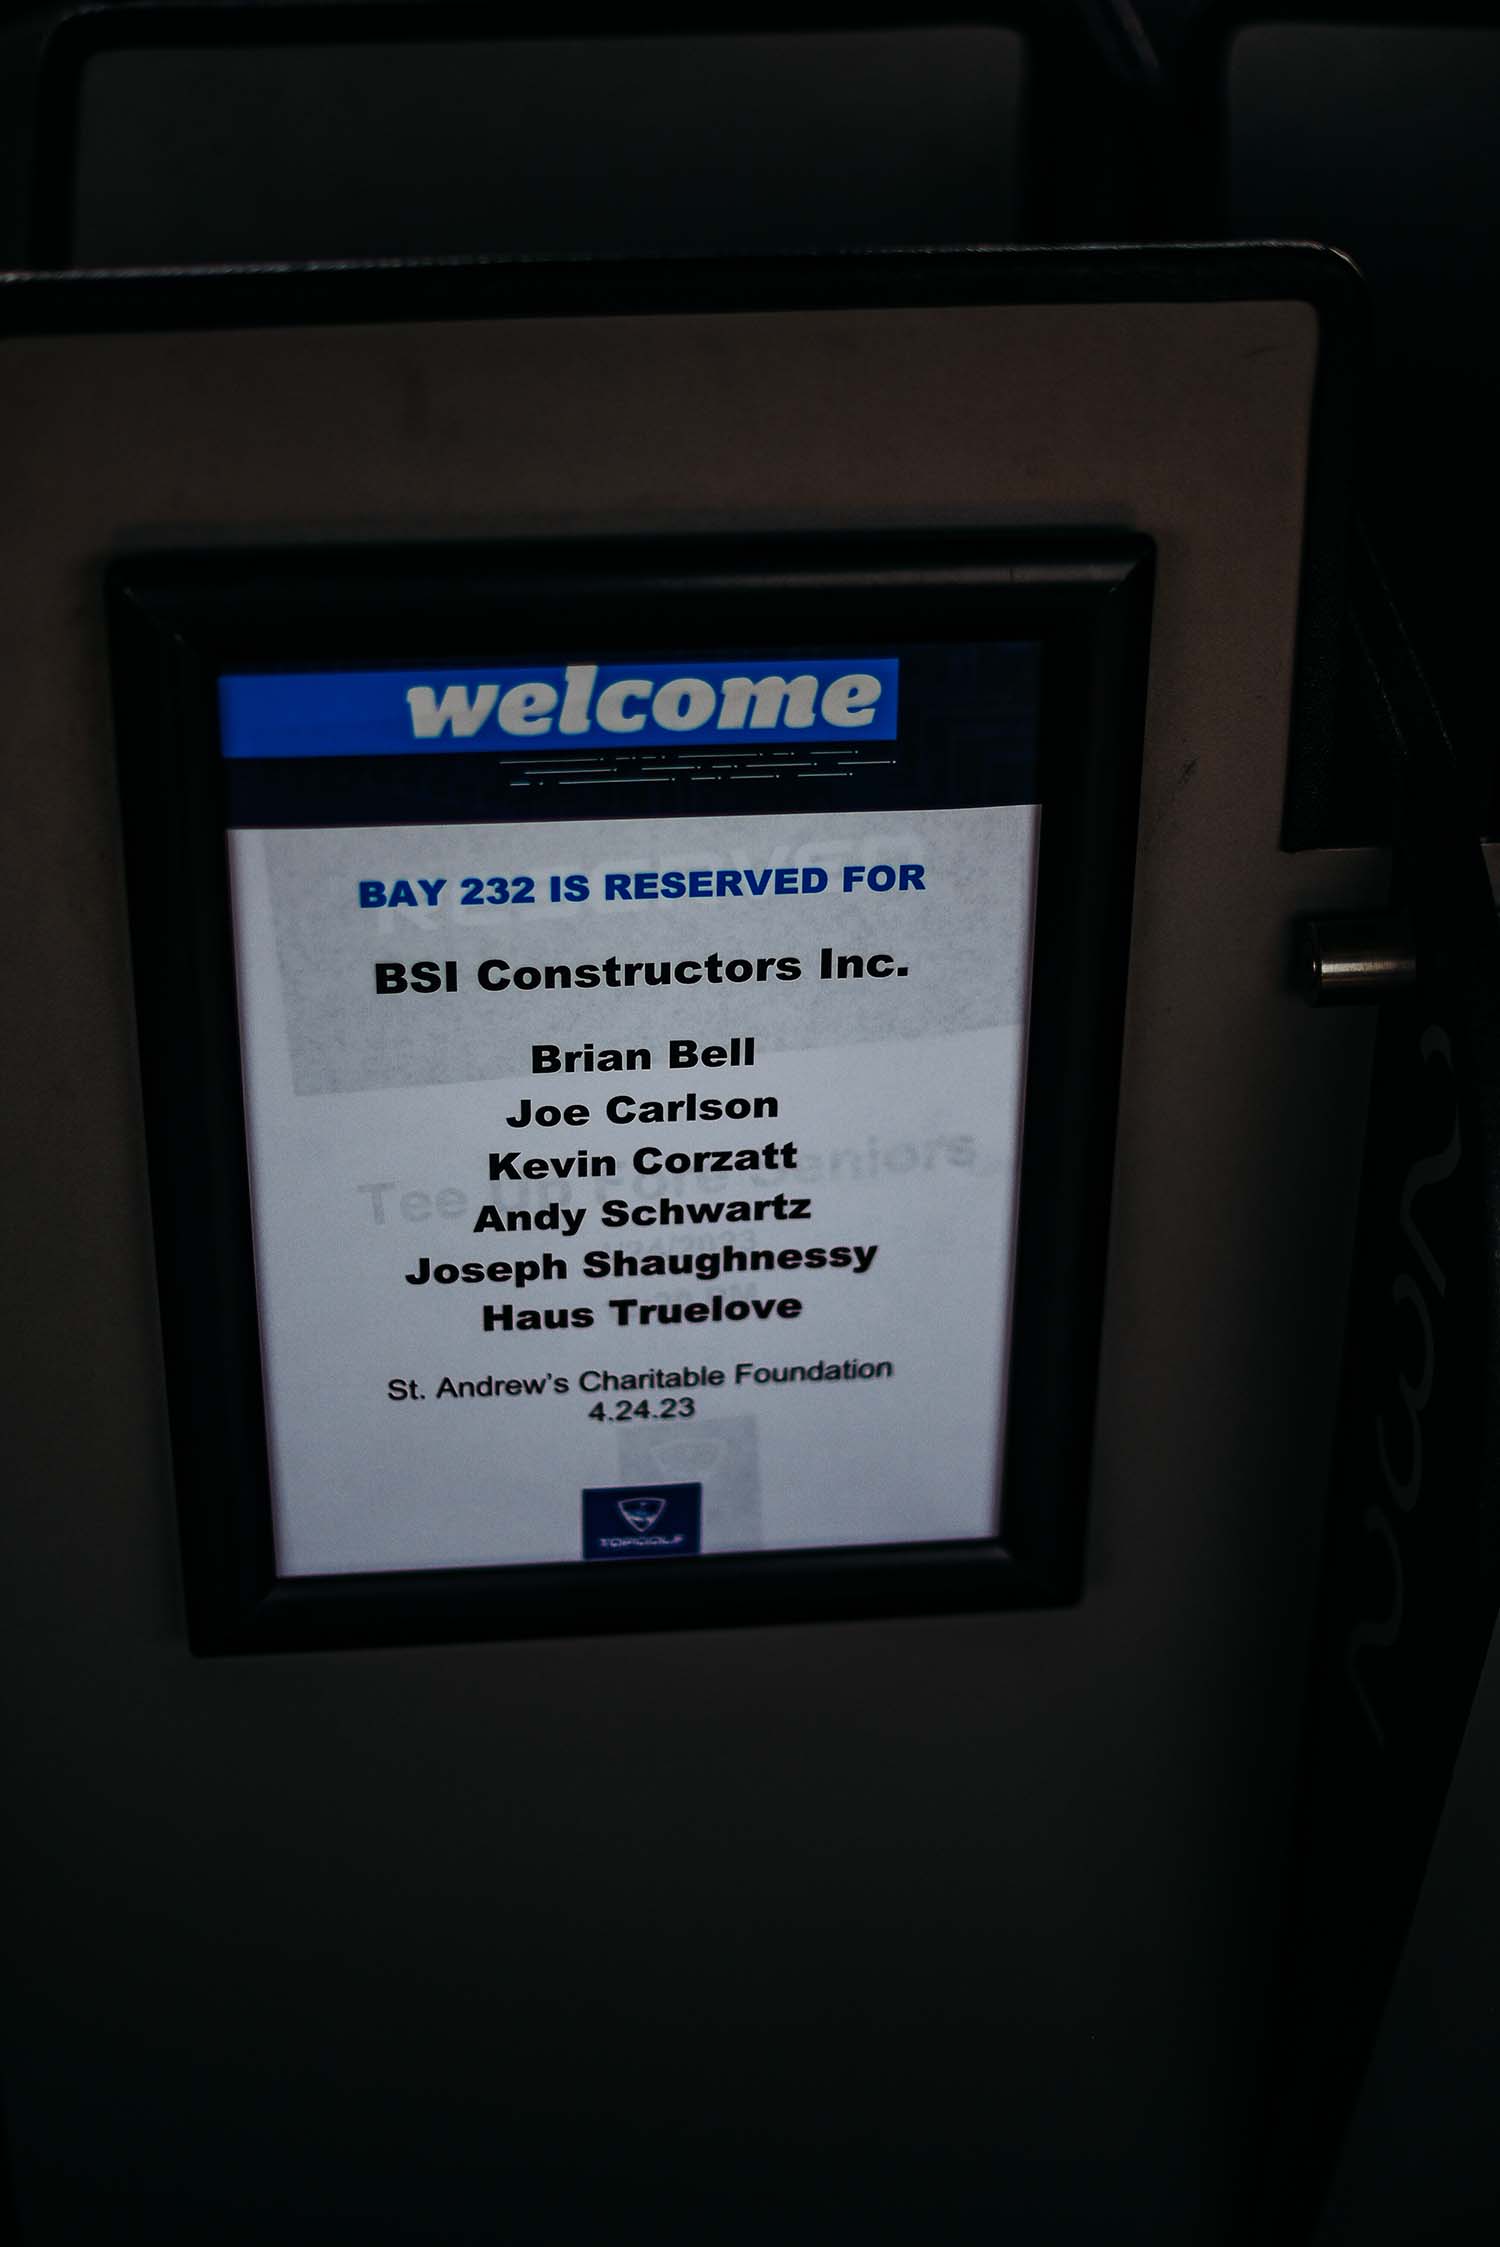 welcome
BAY 232 IS RESERVED FOR
BSI Constructors Inc.
Brian Bell
Joe Carlson
Kevin Corzatt
Andy Schwartz
Joseph Shaughnessy
Haus Truelove
St. Andrew's Charitable Foundation
4.24.23
TOPGOLF